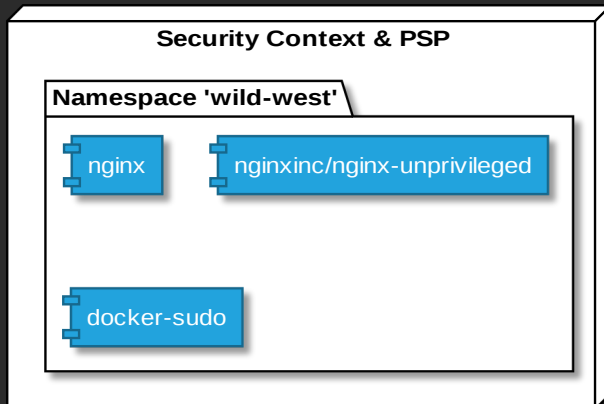 Security Context & PSP
Namespace 'wild-west'
nginx
nginxinc/nginx-unprivileged
docker-sudo